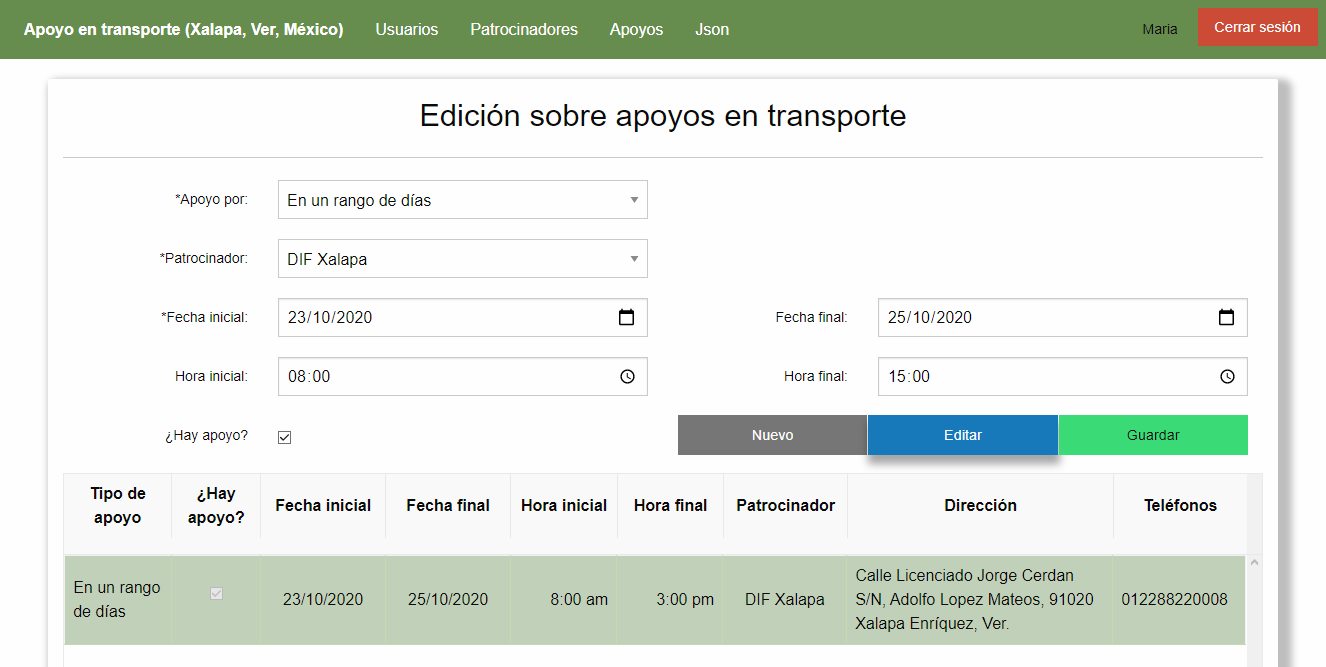 Apoyo en transporte (Xalapa, Ver, México) Usuarios Patrocinadores Apoyos Json Maria Cerrar sesión
Edición sobre apoyos en transporte
*Apoyo por: En un rango de días
*Patrocinador: DIF Xalapa
*Fecha inicial: 23/10/2020 Fecha final: 25/10/2020
Hora inicial: 08:00 Hora final: 15:00
¿Hay apoyo? Nuevo Editar Guardar
Tipo de apoyo ¿Hay apoyo? Fecha inicial Fecha final Hora inicial Hora final Patrocinador Dirección Teléfonos
En un rango de días 23/10/2020 25/10/2020 8:00 am 3:00 pm DIF Xalapa Calle Licenciado Jorge Cerdan S/N, Adolfo Lopez Mateos, 91020 Xalapa Enríquez, Ver. 012288220008